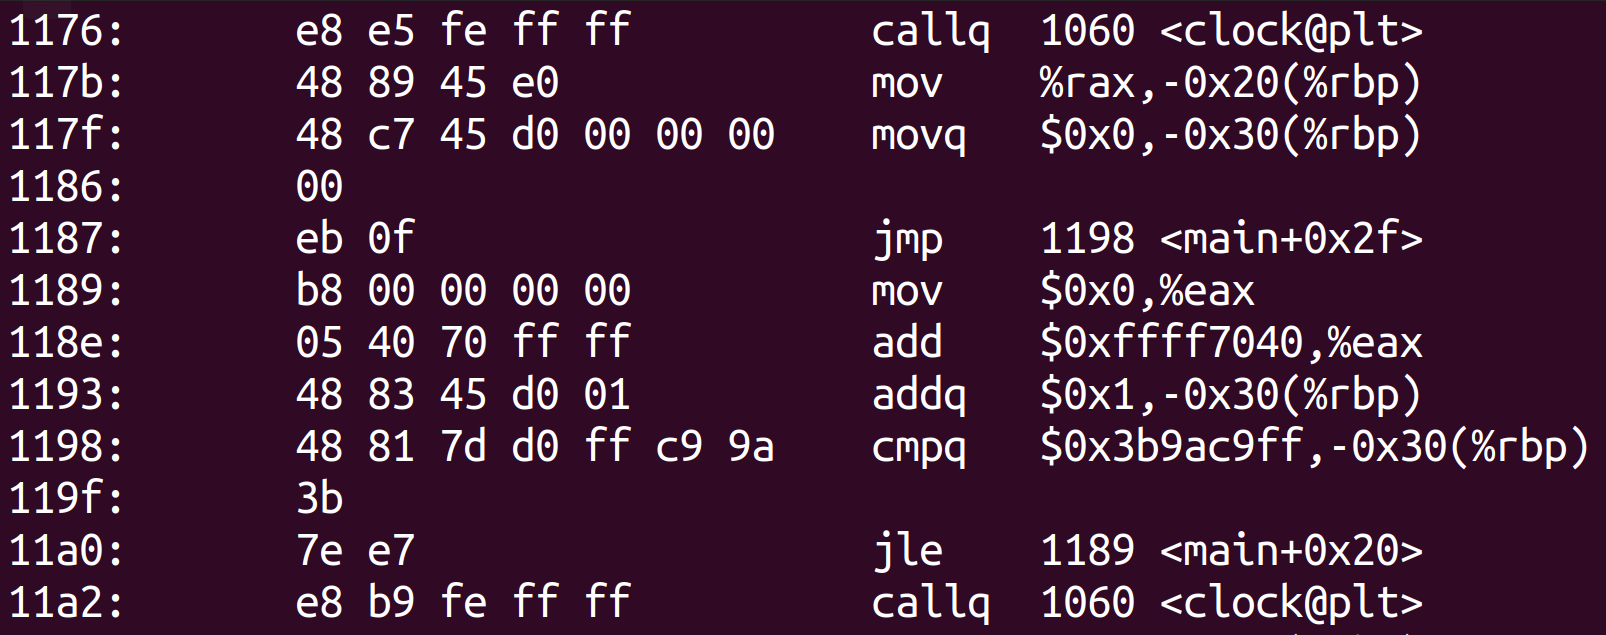 1176: e8 e5 fe ff ff callq 1060 <clock@plt>
117b: 48 89 45 e0 mov %rax,-0x20(%rbp)
117f: 48 c7 45 d0 00 00 00 movq $0x0,-0x30(%rbp)
1186: 00
1187: eb 0f jmp 1198 <main+0x2f>
1189: b8 00 00 00 00 mov $0x0,%eax
118e: 05 40 70 ff ff add $0xffff7040,%eax
1193: 48 83 45 d0 01 addq $0x1,-0x30(%rbp)
1198: 48 81 7d d0 ff c9 9a cmpq $0x3b9ac9ff,-0x30(%rbp)
119f: 3b
11a0: 7e e7 jle 1189 <main+0x20>
11a2: e8 b9 fe ff ff callq 1060 <clock@plt>